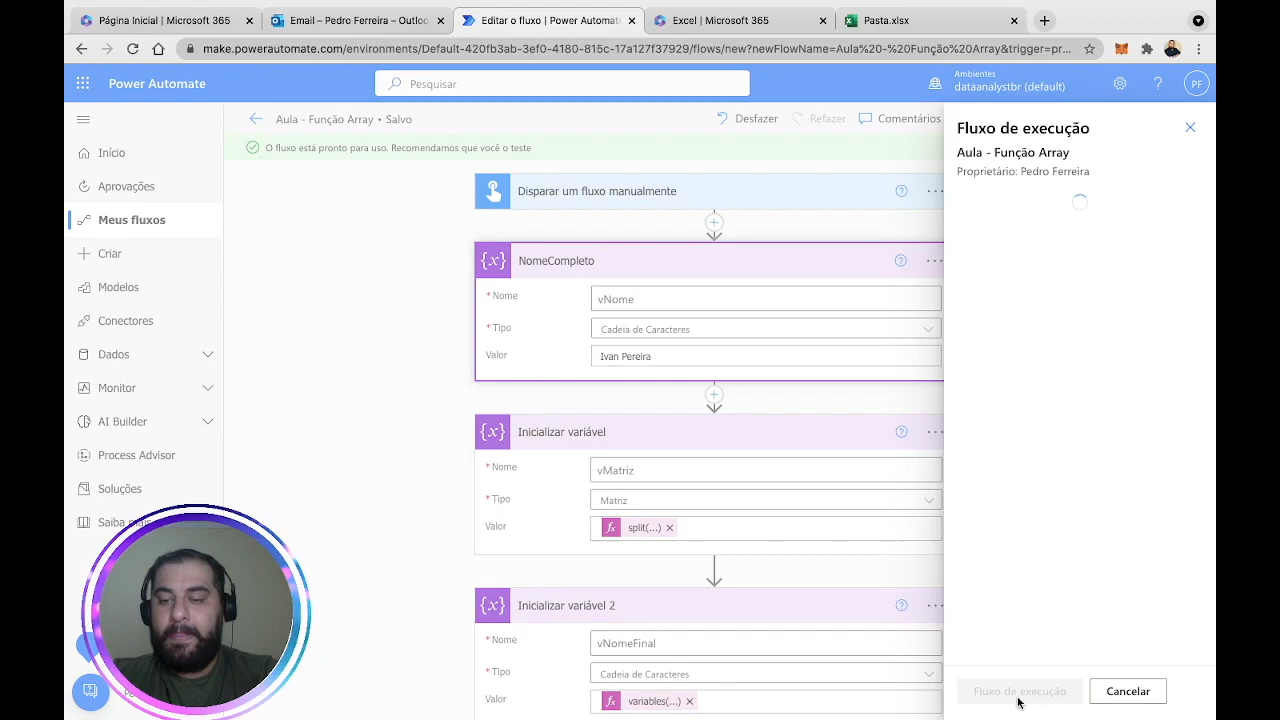 Página Inicial | Microsoft 365
Email – Pedro Ferreira – Outlo
Editar o fluxo | Power Automate
Excel | Microsoft 365
Pasta.xlsx
make.powerautomate.com/environments/Default-420fb3ab-3ef0-4180-815c-17a127f37929/flows/new?newFlowName=Aula%20-%20Função%20Array&trigger=pr...
Power Automate
Pesquisar
Ambientes
dataanalystbr (default)
PF
Aula - Função Array • Salvo
Desfazer
Refazer
Comentários
O fluxo está pronto para uso. Recomendamos que você o teste
Início
Aprovações
Meus fluxos
Criar
Modelos
Conectores
Dados
Monitor
AI Builder
Process Advisor
Soluções
Saiba mais
Disparar um fluxo manualmente
NomeCompleto
* Nome
vNome
* Tipo
Cadeia de Caracteres
Valor
Ivan Pereira
Inicializar variável
* Nome
vMatriz
* Tipo
Matriz
Valor
fx split(...) ×
Inicializar variável 2
* Nome
vNomeFinal
* Tipo
Cadeia de Caracteres
Valor
fx variables(...) ×
Fluxo de execução
Aula - Função Array
Proprietário: Pedro Ferreira
Fluxo de execução
Cancelar